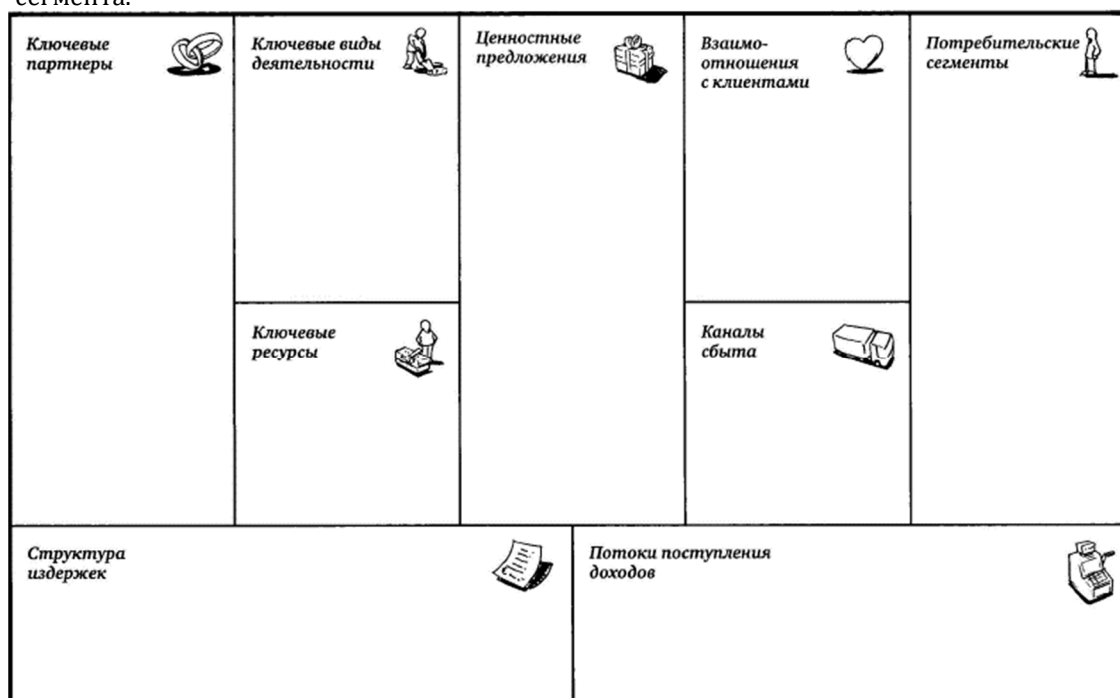 сегмента.
Ключевые
партнеры
Ключевые виды
деятельности
Ценностные
предложения
Взаимо-
отношения
с клиентами
Потребительские
сегменты
Ключевые
ресурсы
Каналы
сбыта
Структура
издержек
Потоки поступления
доходов